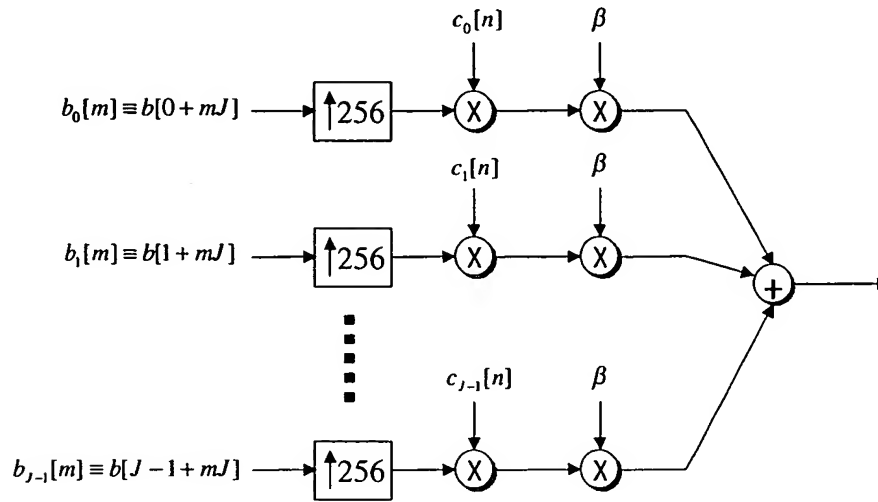 c₀[n] β
b₀[m] ≡ b[0 + mJ] ↑256 X X
c₁[n] β
b₁[m] ≡ b[1 + mJ] ↑256 X X
+
c_{J-1}[n] β
b_{J-1}[m] ≡ b[J − 1 + mJ] ↑256 X X